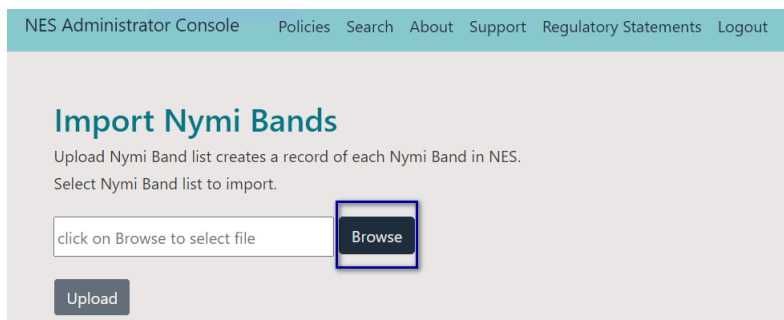 NES Administrator Console Policies Search About Support Regulatory Statements Logout
Import Nymi Bands
Upload Nymi Band list creates a record of each Nymi Band in NES.
Select Nymi Band list to import.
click on Browse to select file Browse
Upload